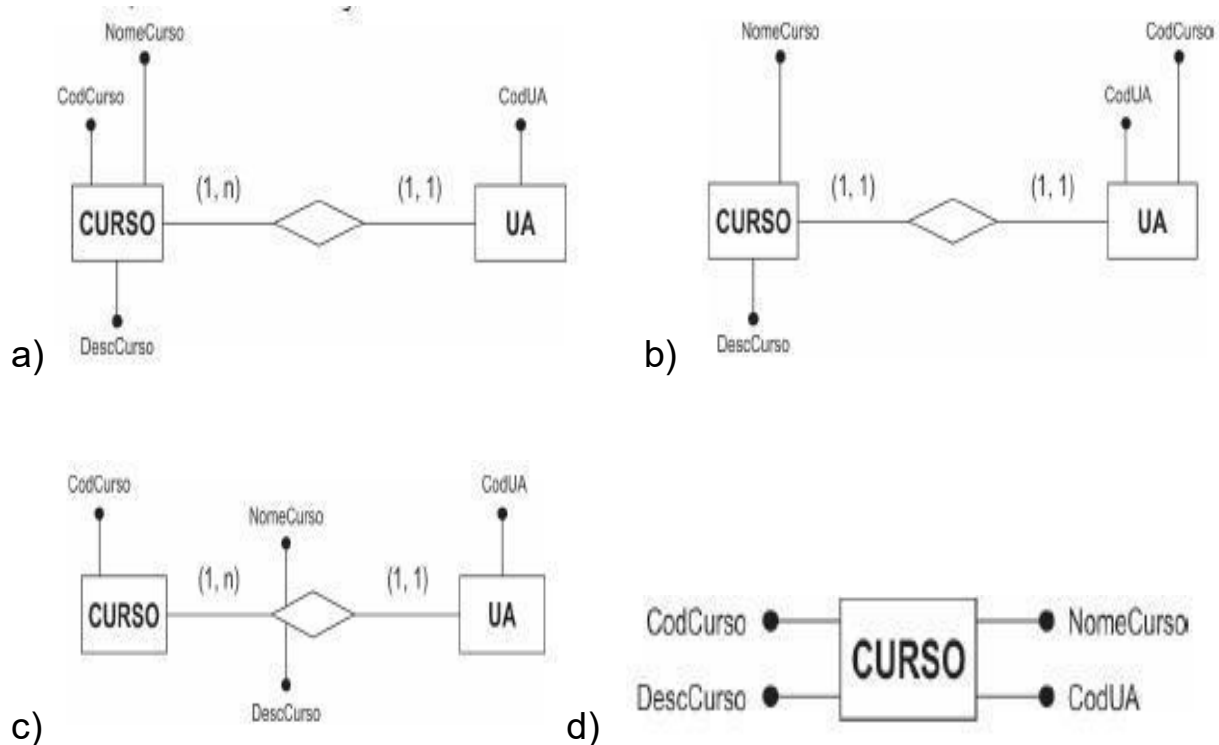 NomeCurso
CodCurso
CodUA
(1, n)
(1, 1)
CURSO
UA
DescCurso
a)
NomeCurso
CodCurso
CodUA
(1, 1)
(1, 1)
CURSO
UA
DescCurso
b)
CodCurso
NomeCurso
CodUA
(1, n)
(1, 1)
CURSO
UA
DescCurso
c)
CodCurso
NomeCurso
CURSO
DescCurso
CodUA
d)